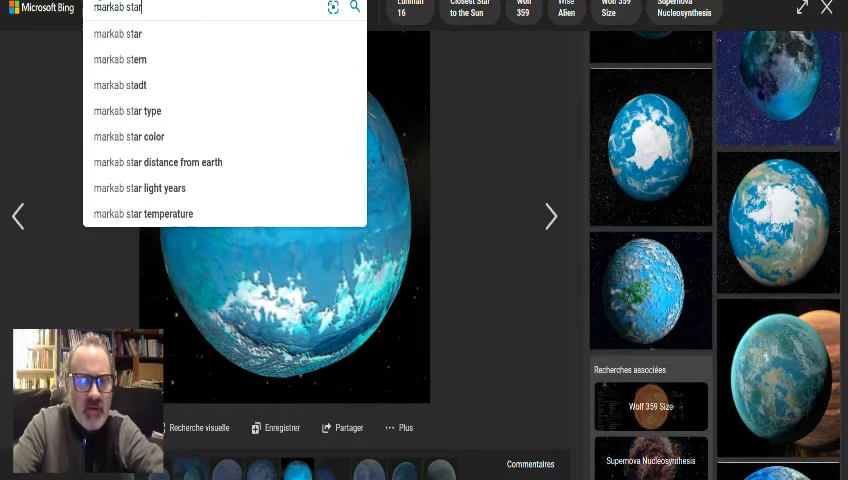 Microsoft Bing
markab star
Luhman 16
Closest Star to the Sun
Wolf 359
Wise Alien
Wolf 359 Size
Supernova Nucleosynthesis
markab star
markab stern
markab stadt
markab star type
markab star color
markab star distance from earth
markab star light years
markab star temperature
Recherches associées
Wolf 359 Size
Supernova Nucleosynthesis
Recherche visuelle
Enregistrer
Partager
Plus
Commentaires